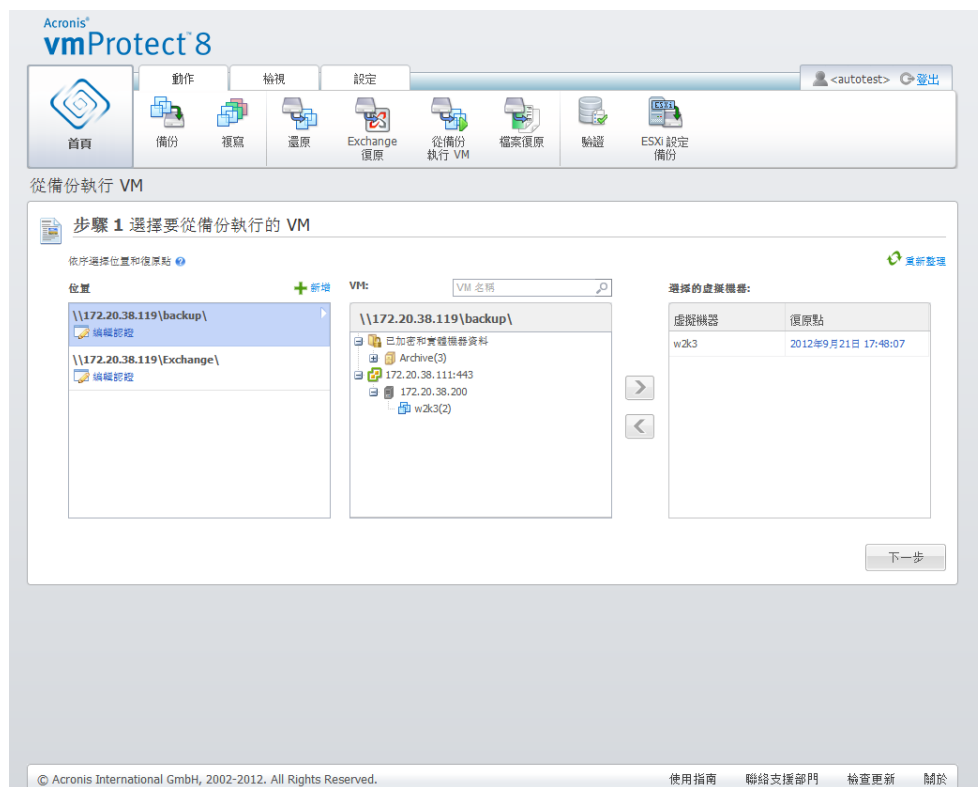 Acronis®
vmProtect™ 8
動作 檢視 設定
<autotest> 登出
首頁
備份
複寫
還原
Exchange
復原
從備份
執行 VM
檔案復原
驗證
ESXi 設定
備份
從備份執行 VM
步驟 1 選擇要從備份執行的 VM
依序選擇位置和復原點
重新整理
位置
新增
VM:
VM 名稱
選擇的虛擬機器:
\\172.20.38.119\backup\
編輯認證
\\172.20.38.119\Exchange\
編輯認證
\\172.20.38.119\backup\
已加密和實體機器資料
Archive(3)
172.20.38.111:443
172.20.38.200
w2k3(2)
虛擬機器 復原點
w2k3 2012年9月21日 17:48:07
下一步
© Acronis International GmbH, 2002-2012. All Rights Reserved.
使用指南 聯絡支援部門 檢查更新 關於